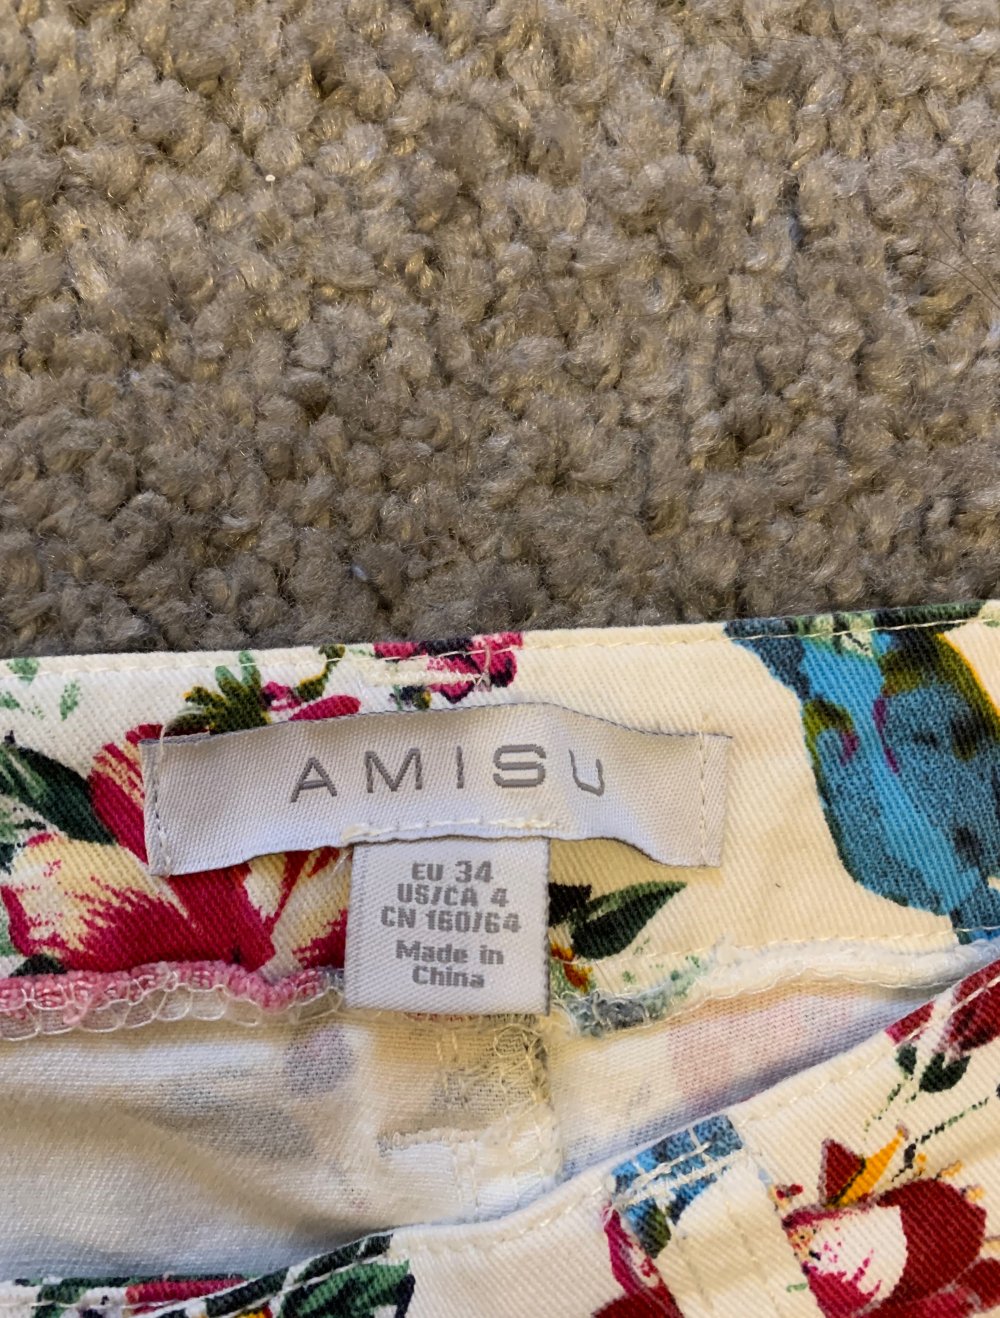 AMISU
EU 34
US/CA 4
CN 160/64
Made in
China